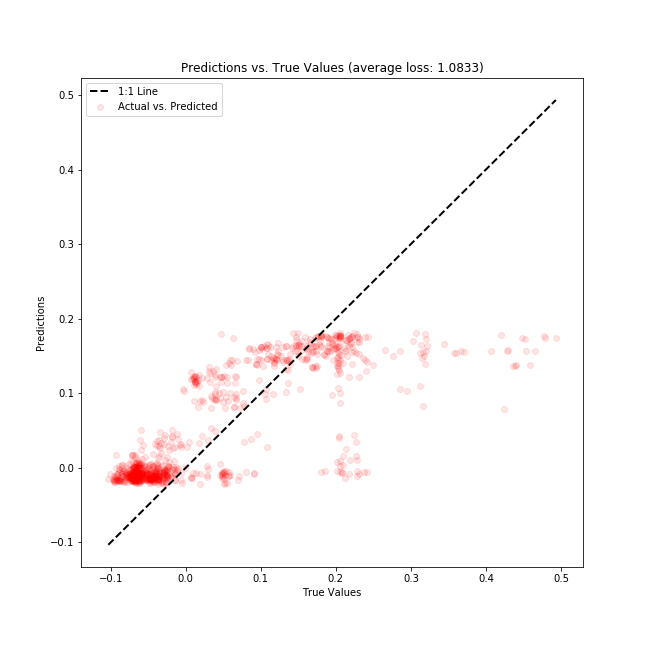 Predictions vs. True Values (average loss: 1.0833)
1:1 Line
Actual vs. Predicted
0.5
0.4
0.3
0.2
0.1
0.0
−0.1
Predictions
−0.1 0.0 0.1 0.2 0.3 0.4 0.5
True Values